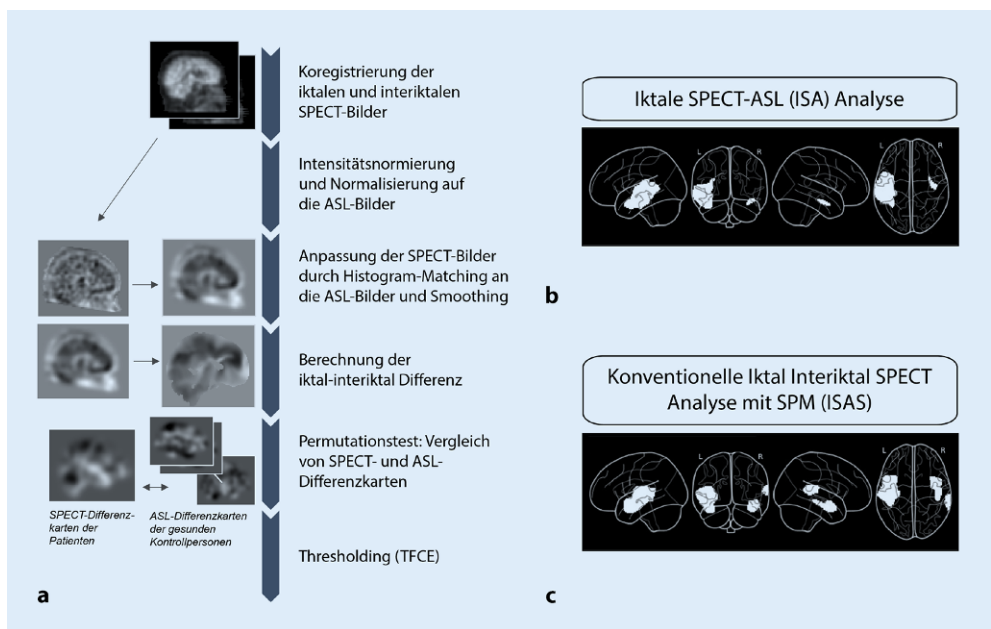 Koregistrierung der
iktalen und interiktalen
SPECT-Bilder
Intensitätsnormierung
und Normalisierung auf
die ASL-Bilder
Anpassung der SPECT-Bilder
durch Histogram-Matching an
die ASL-Bilder und Smoothing
Berechnung der
iktal-interiktal Differenz
Permutationstest: Vergleich
von SPECT- und ASL-
Differenzkarten
SPECT-Differenz-
karten der
Patienten
ASL-Differenzkarten
der gesunden
Kontrollpersonen
Thresholding (TFCE)
a
Iktale SPECT-ASL (ISA) Analyse
L R L R
b
Konventionelle Iktal Interiktal SPECT
Analyse mit SPM (ISAS)
L R L R
c